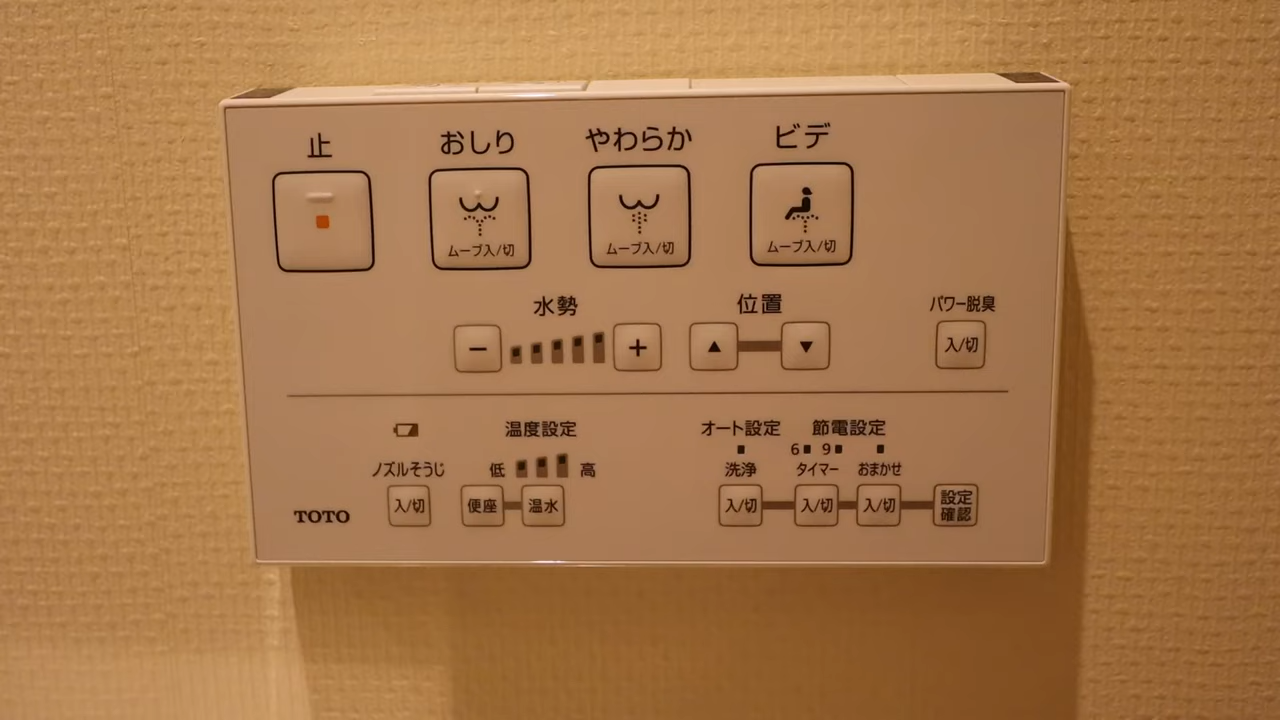 止 おしり やわらか ビデ
ムーブ入/切 ムーブ入/切 ムーブ入/切
水勢 位置 パワー脱臭
− + ▲ ▼ 入/切
温度設定 オート設定 節電設定
6 9
ノズルそうじ 低 高 洗浄 タイマー おまかせ
TOTO 入/切 便座 温水 入/切 入/切 入/切 設定
確認